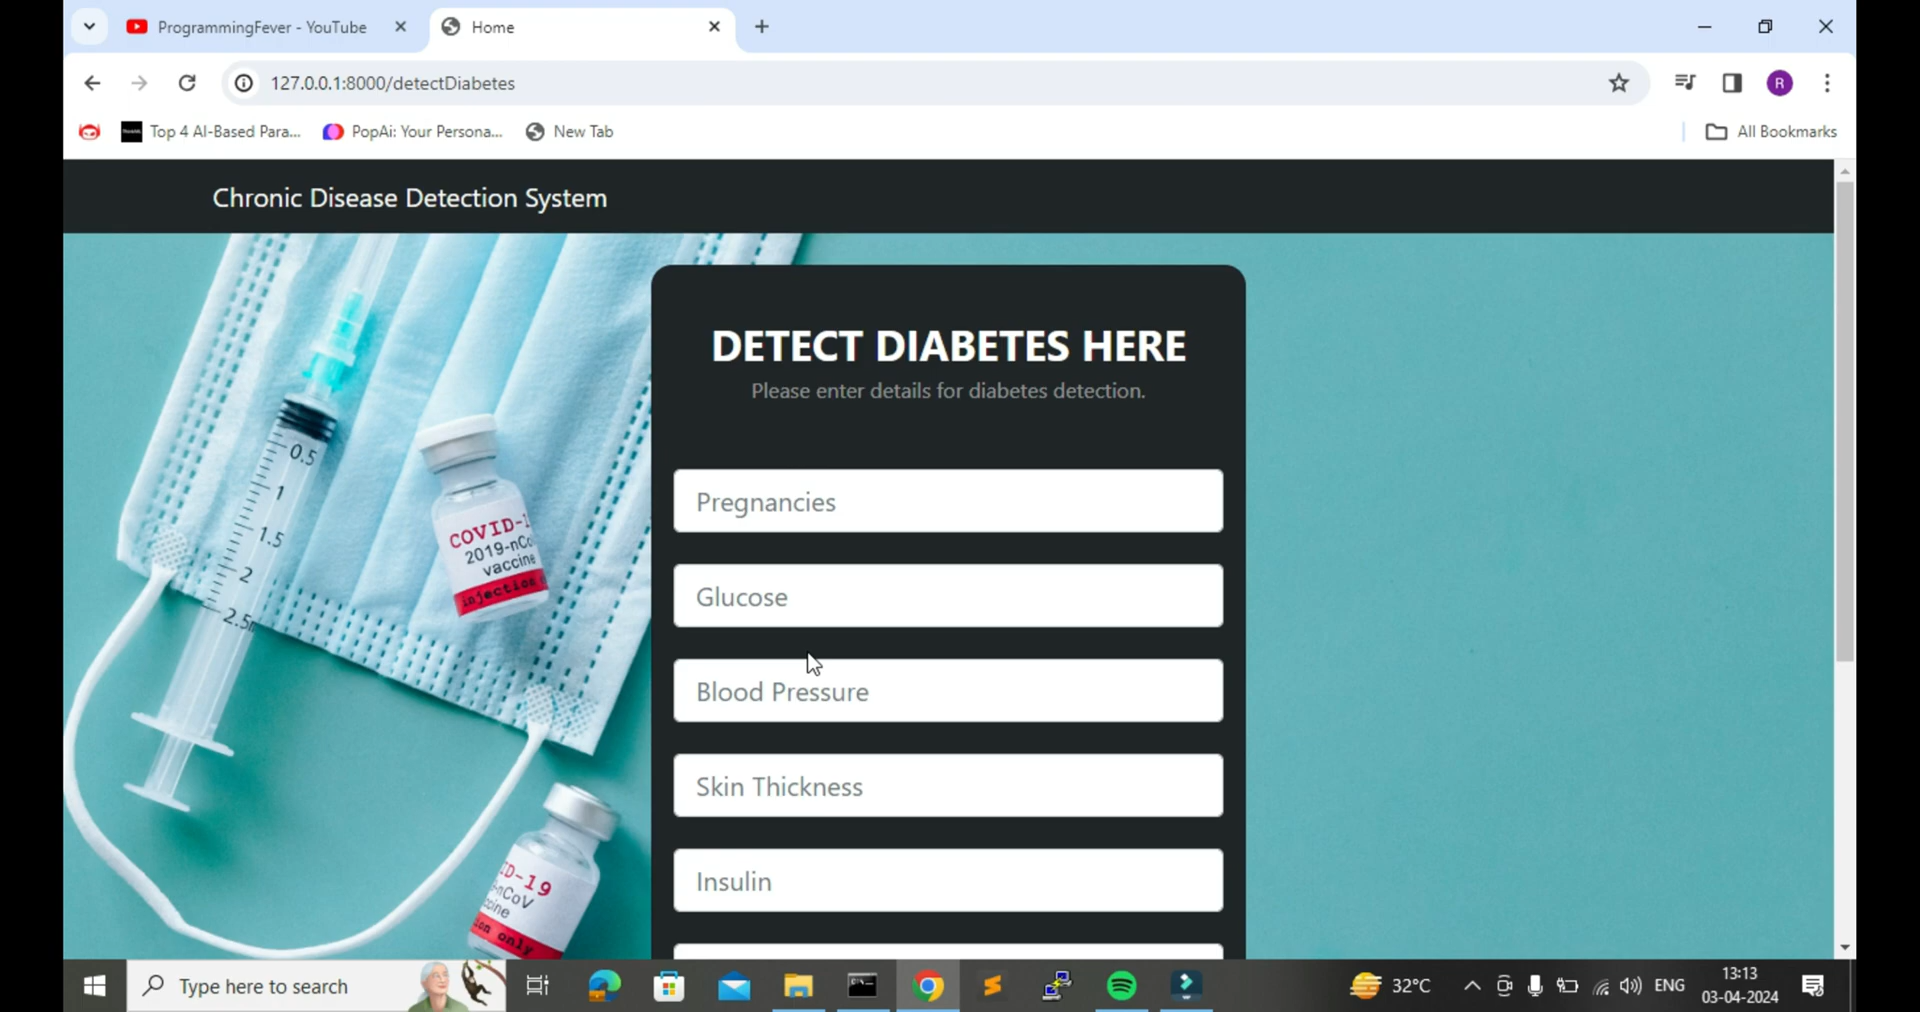 ProgrammingFever - YouTube
Home
127.0.0.1:8000/detectDiabetes
R
Top 4 AI-Based Para...
PopAi: Your Persona...
New Tab
All Bookmarks
Chronic Disease Detection System
DETECT DIABETES HERE
Please enter details for diabetes detection.
Pregnancies
Glucose
Blood Pressure
Skin Thickness
Insulin
0.5
1
1.5
2
2.5
COVID-1
2019-nCo
vaccine
injection
ID-19
-nCoV
ccine
ion only
Type here to search
32°C
ENG
13:13
03-04-2024